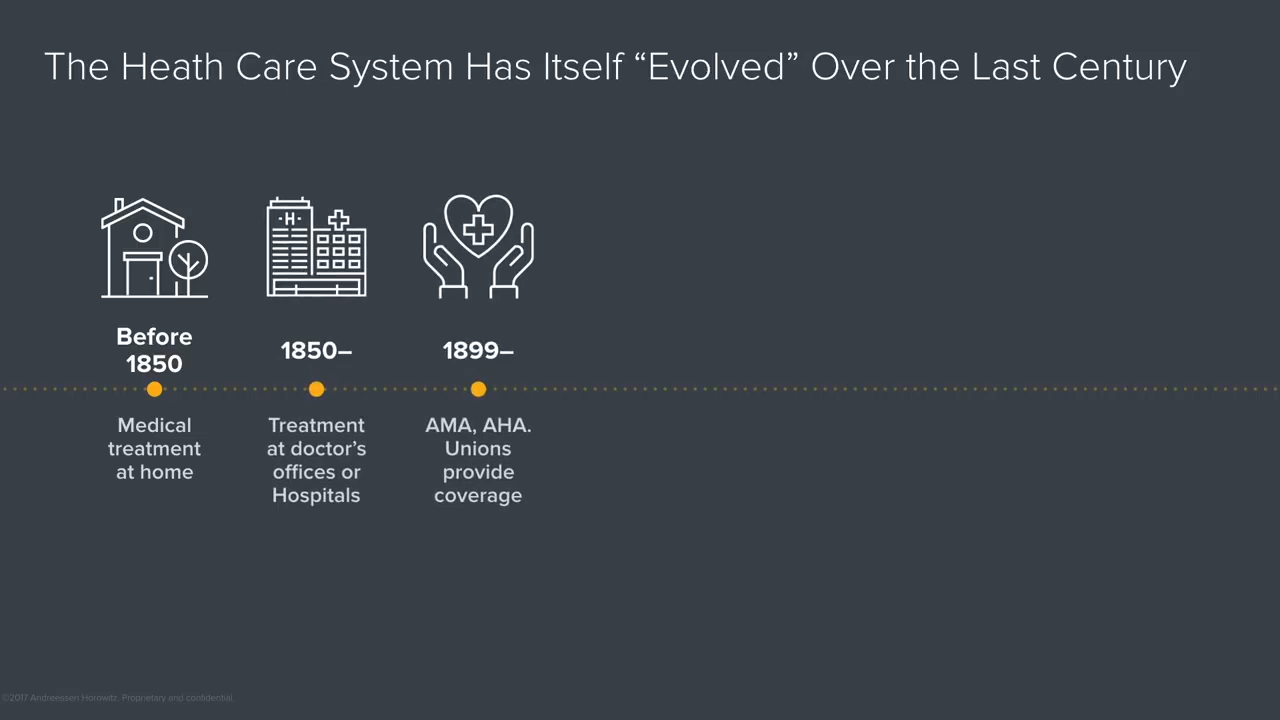 The Heath Care System Has Itself “Evolved” Over the Last Century
H
Before
1850
1850–
1899–
Medical
treatment
at home
Treatment
at doctor’s
offices or
Hospitals
AMA, AHA.
Unions
provide
coverage
©2017 Andreessen Horowitz. Proprietary and confidential.